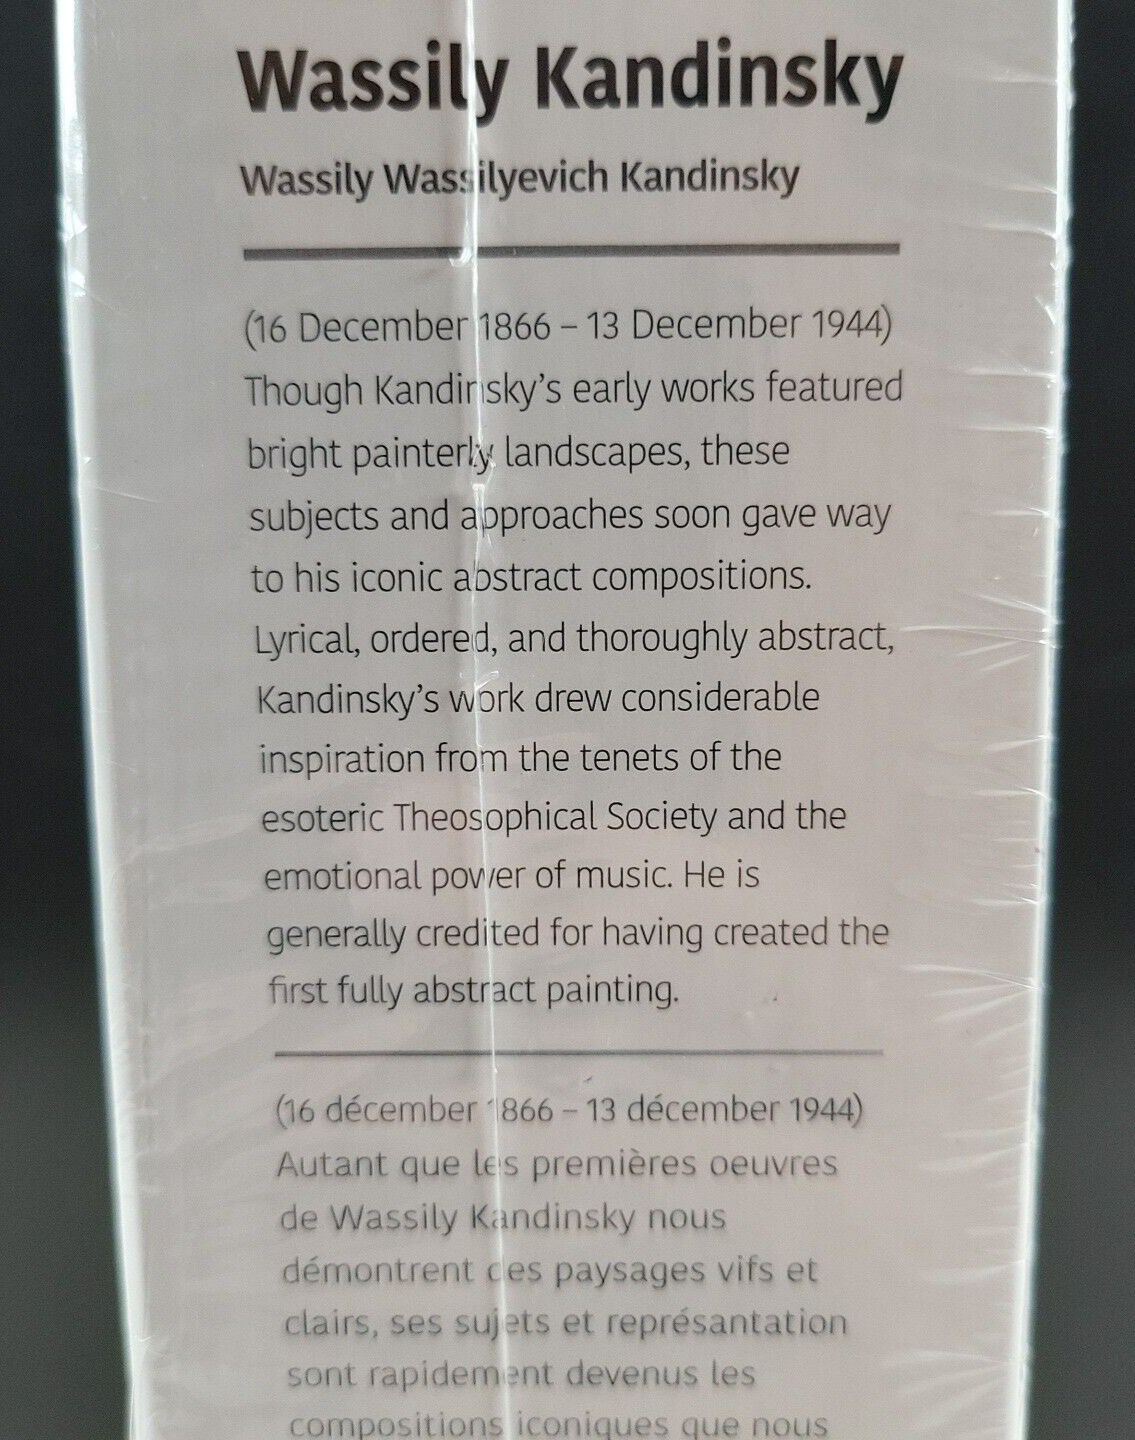 Wassily Kandinsky
Wassily Wassilyevich Kandinsky
(16 December 1866 – 13 December 1944)
Though Kandinsky's early works featured
bright painterly landscapes, these
subjects and approaches soon gave way
to his iconic abstract compositions.
Lyrical, ordered, and thoroughly abstract,
Kandinsky's work drew considerable
inspiration from the tenets of the
esoteric Theosophical Society and the
emotional power of music. He is
generally credited for having created the
first fully abstract painting.
(16 décember 1866 – 13 décember 1944)
Autant que les premières oeuvres
de Wassily Kandinsky nous
démontrent des paysages vifs et
clairs, ses sujets et représantation
sont rapidement devenus les
compositions iconiques que nous